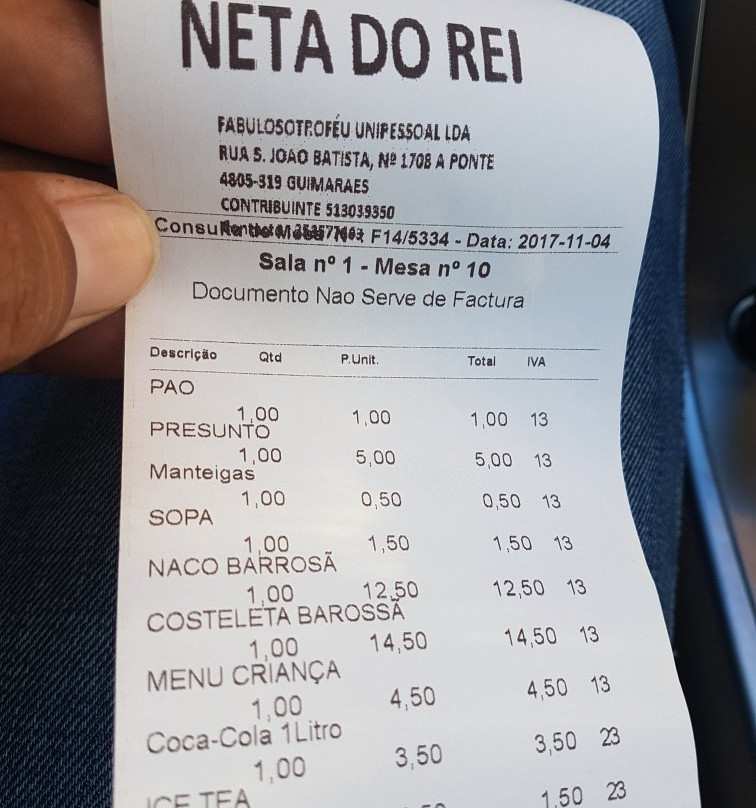 NETA DO REI
FABULOSOTROFÉU UNIPESSOAL LDA
RUA S. JOAO BATISTA, Nº 1708 A PONTE
4805-319 GUIMARAES
CONTRIBUINTE 513039350
F14/5334 - Data: 2017-11-04
Sala nº 1 - Mesa nº 10
Documento Nao Serve de Factura
Descrição Qtd P.Unit. Total IVA
PAO
1,00 1,00 1,00 13
PRESUNTO
1,00 5,00 5,00 13
Manteigas
1,00 0,50 0,50 13
SOPA
1,00 1,50 1,50 13
NACO BARROSÃ
1,00 12,50 12,50 13
COSTELETA BAROSSÃ
1,00 14,50 14,50 13
MENU CRIANÇA
1,00 4,50 4,50 13
Coca-Cola 1Litro
1,00 3,50 3,50 23
ICE TEA
1,50 23